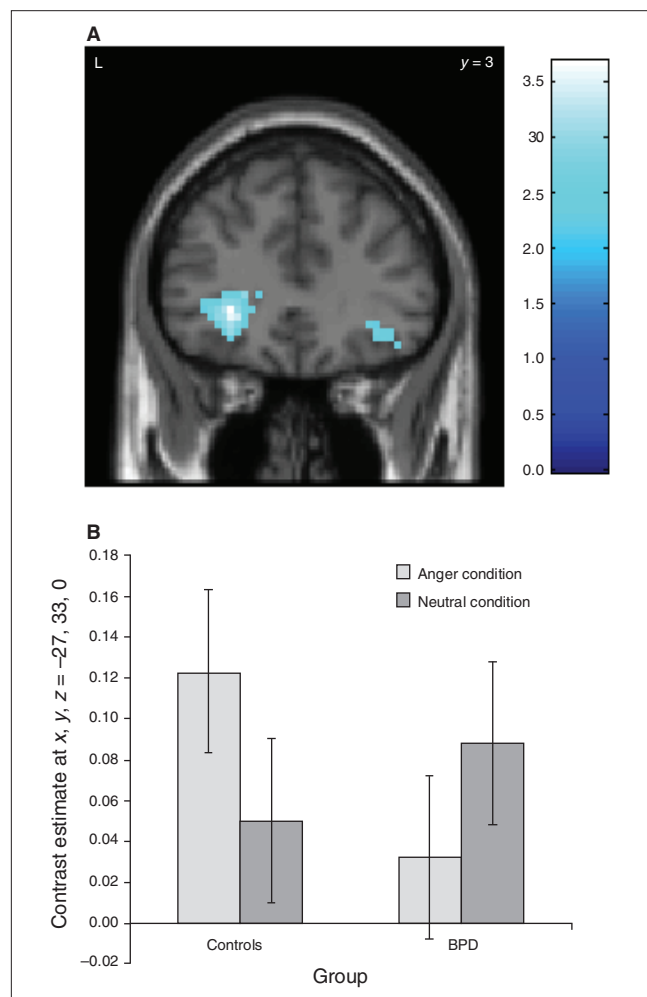 A
L
y = 3
3.5
30
2.5
2.0
1.5
1.0
0.5
0.0
B
0.18
0.16
0.14
0.12
0.10
0.08
0.06
0.04
0.02
0.00
–0.02
Contrast estimate at x, y, z = –27, 33, 0
Anger condition
Neutral condition
Controls
BPD
Group